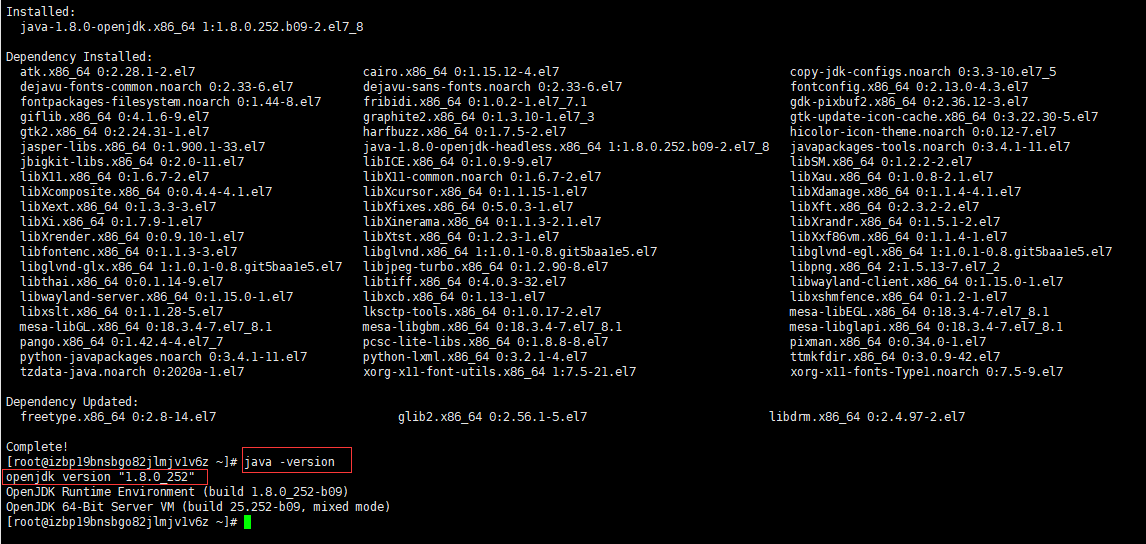 Installed:
java-1.8.0-openjdk.x86_64 1:1.8.0.252.b09-2.el7_8
Dependency Installed:
atk.x86_64 0:2.28.1-2.el7 cairo.x86_64 0:1.15.12-4.el7 copy-jdk-configs.noarch 0:3.3-10.el7_5
dejavu-fonts-common.noarch 0:2.33-6.el7 dejavu-sans-fonts.noarch 0:2.33-6.el7 fontconfig.x86_64 0:2.13.0-4.3.el7
fontpackages-filesystem.noarch 0:1.44-8.el7 fribidi.x86_64 0:1.0.2-1.el7_7.1 gdk-pixbuf2.x86_64 0:2.36.12-3.el7
giflib.x86_64 0:4.1.6-9.el7 graphite2.x86_64 0:1.3.10-1.el7_3 gtk-update-icon-cache.x86_64 0:3.22.30-5.el7
gtk2.x86_64 0:2.24.31-1.el7 harfbuzz.x86_64 0:1.7.5-2.el7 hicolor-icon-theme.noarch 0:0.12-7.el7
jasper-libs.x86_64 0:1.900.1-33.el7 java-1.8.0-openjdk-headless.x86_64 1:1.8.0.252.b09-2.el7_8 javapackages-tools.noarch 0:3.4.1-11.el7
jbigkit-libs.x86_64 0:2.0-11.el7 libICE.x86_64 0:1.0.9-9.el7 libSM.x86_64 0:1.2.2-2.el7
libX11.x86_64 0:1.6.7-2.el7 libX11-common.noarch 0:1.6.7-2.el7 libXau.x86_64 0:1.0.8-2.1.el7
libXcomposite.x86_64 0:0.4.4-4.1.el7 libXcursor.x86_64 0:1.1.15-1.el7 libXdamage.x86_64 0:1.1.4-4.1.el7
libXext.x86_64 0:1.3.3-3.el7 libXfixes.x86_64 0:5.0.3-1.el7 libXft.x86_64 0:2.3.2-2.el7
libXi.x86_64 0:1.7.9-1.el7 libXinerama.x86_64 0:1.1.3-2.1.el7 libXrandr.x86_64 0:1.5.1-2.el7
libXrender.x86_64 0:0.9.10-1.el7 libXtst.x86_64 0:1.2.3-1.el7 libXxf86vm.x86_64 0:1.1.4-1.el7
libfontenc.x86_64 0:1.1.3-3.el7 libglvnd.x86_64 1:1.0.1-0.8.git5baa1e5.el7 libglvnd-egl.x86_64 1:1.0.1-0.8.git5baa1e5.el7
libglvnd-glx.x86_64 1:1.0.1-0.8.git5baa1e5.el7 libjpeg-turbo.x86_64 0:1.2.90-8.el7 libpng.x86_64 2:1.5.13-7.el7_2
libthai.x86_64 0:0.1.14-9.el7 libtiff.x86_64 0:4.0.3-32.el7 libwayland-client.x86_64 0:1.15.0-1.el7
libwayland-server.x86_64 0:1.15.0-1.el7 libxcb.x86_64 0:1.13-1.el7 libxshmfence.x86_64 0:1.2-1.el7
libxslt.x86_64 0:1.1.28-5.el7 lksctp-tools.x86_64 0:1.0.17-2.el7 mesa-libEGL.x86_64 0:18.3.4-7.el7_8.1
mesa-libGL.x86_64 0:18.3.4-7.el7_8.1 mesa-libgbm.x86_64 0:18.3.4-7.el7_8.1 mesa-libglapi.x86_64 0:18.3.4-7.el7_8.1
pango.x86_64 0:1.42.4-4.el7_7 pcsc-lite-libs.x86_64 0:1.8.8-8.el7 pixman.x86_64 0:0.34.0-1.el7
python-javapackages.noarch 0:3.4.1-11.el7 python-lxml.x86_64 0:3.2.1-4.el7 ttmkfdir.x86_64 0:3.0.9-42.el7
tzdata-java.noarch 0:2020a-1.el7 xorg-x11-font-utils.x86_64 1:7.5-21.el7 xorg-x11-fonts-Type1.noarch 0:7.5-9.el7
Dependency Updated:
freetype.x86_64 0:2.8-14.el7 glib2.x86_64 0:2.56.1-5.el7 libdrm.x86_64 0:2.4.97-2.el7
Complete!
[root@izbp19bnsbgo82jlmjv1v6z ~]# java -version
openjdk version "1.8.0_252"
OpenJDK Runtime Environment (build 1.8.0_252-b09)
OpenJDK 64-Bit Server VM (build 25.252-b09, mixed mode)
[root@izbp19bnsbgo82jlmjv1v6z ~]#